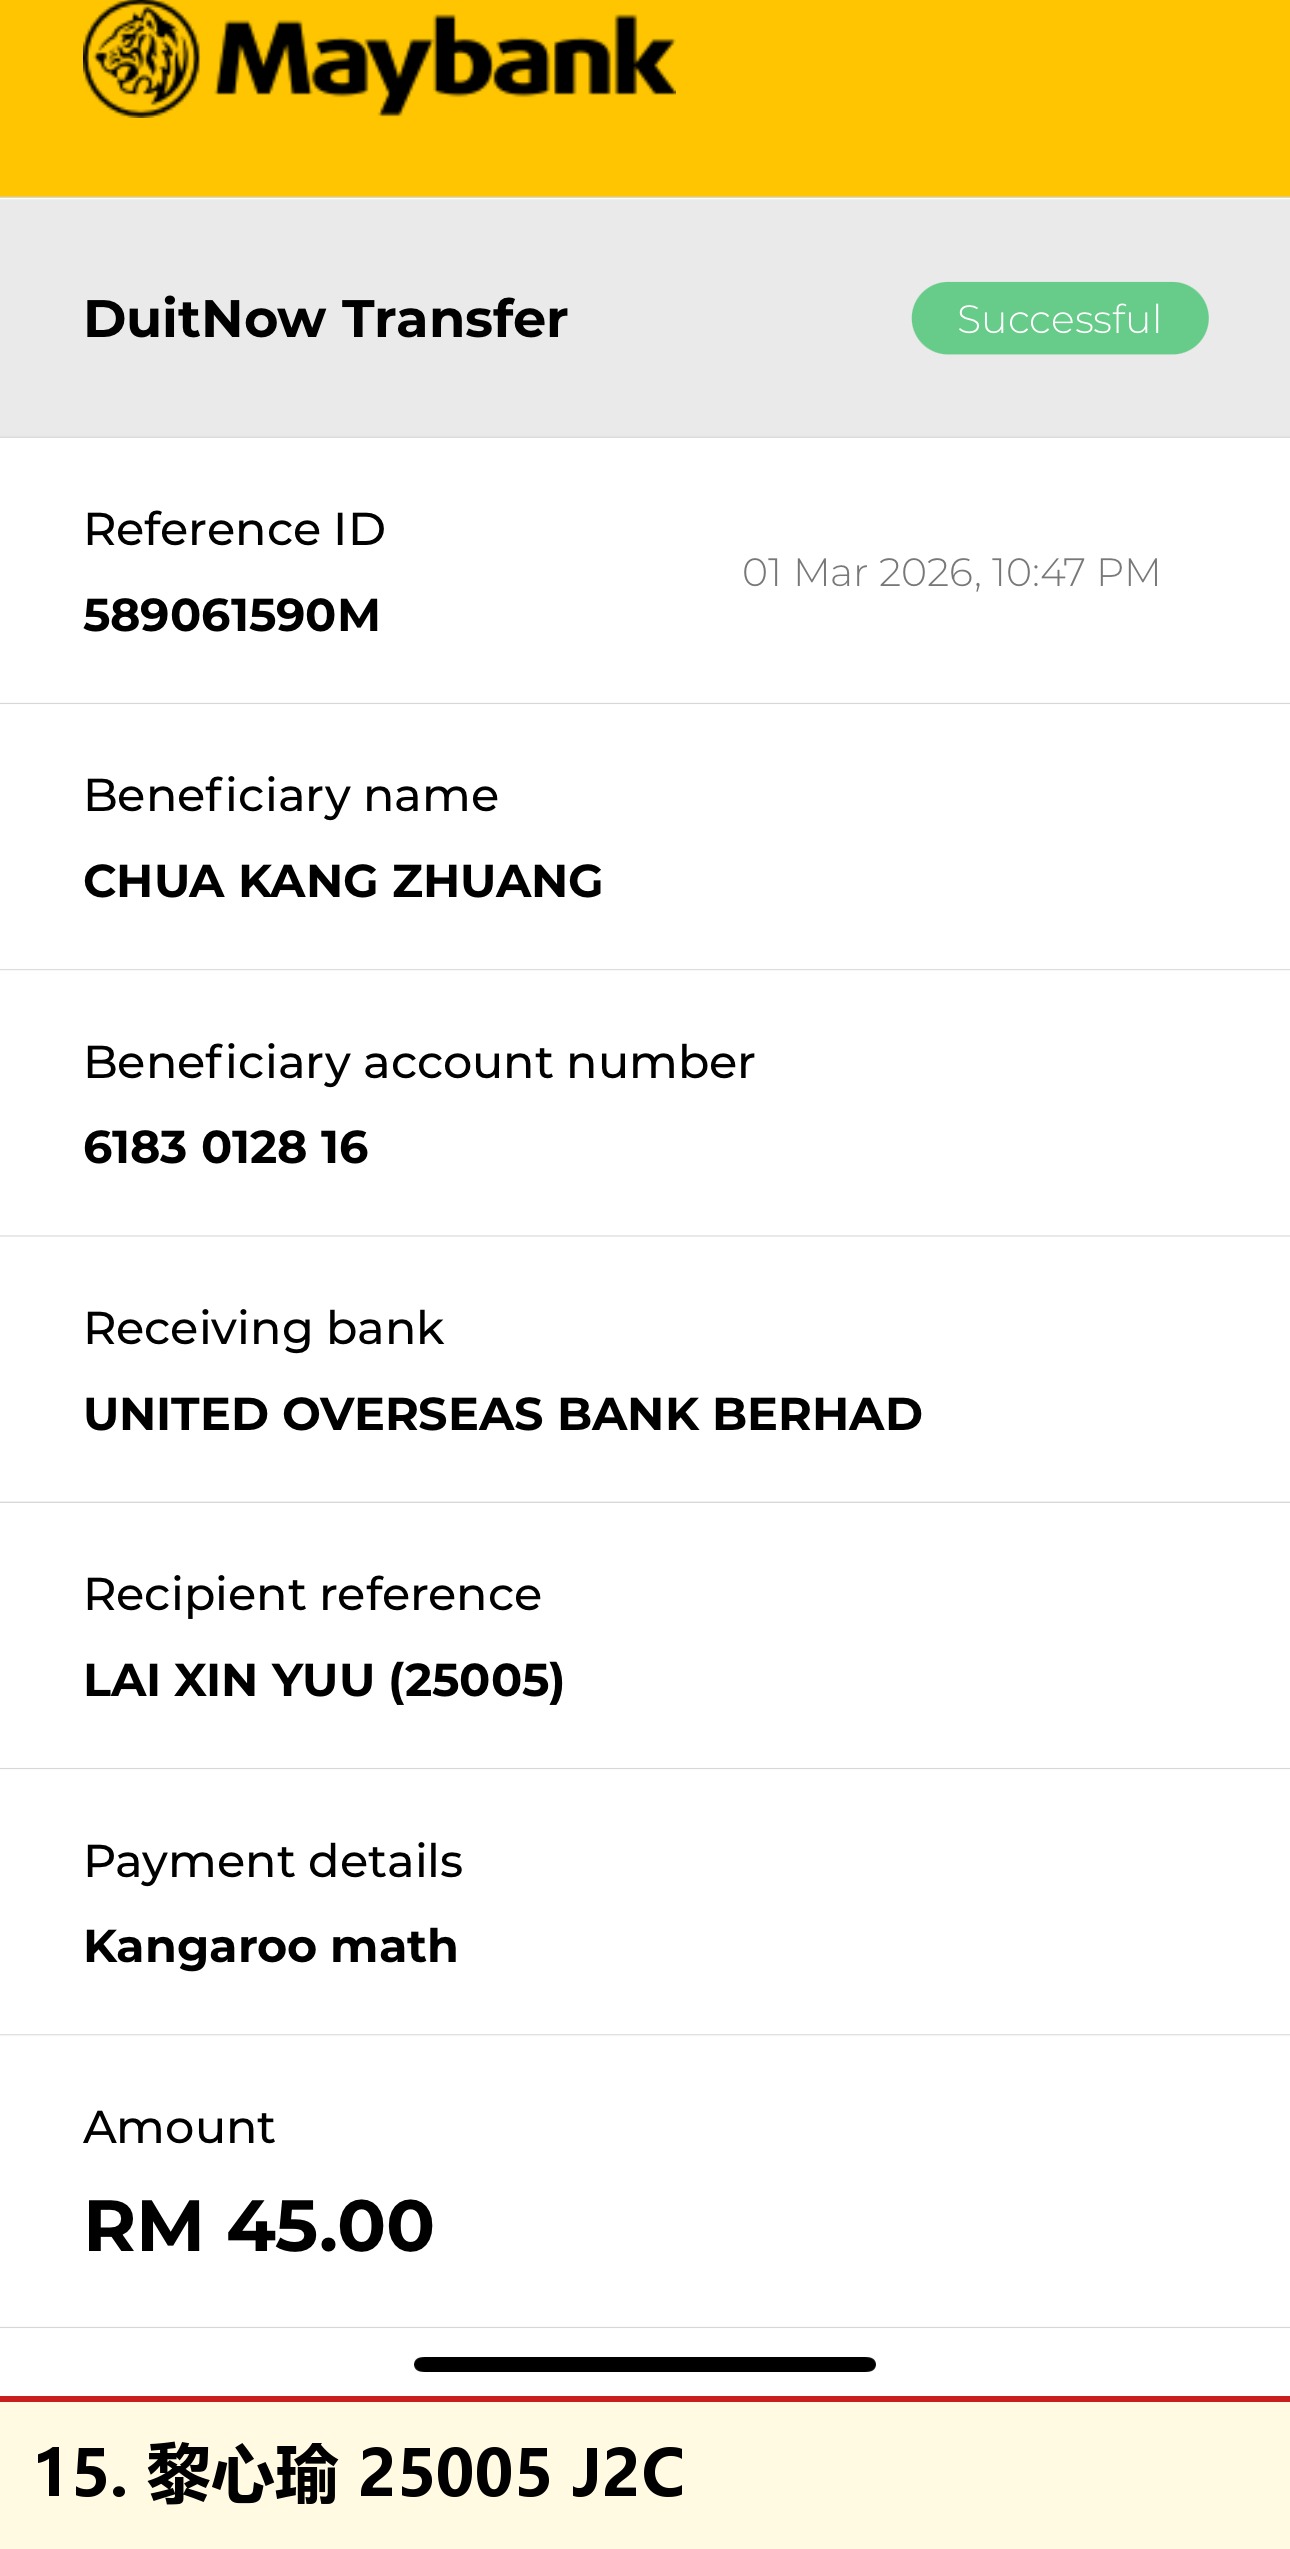 Maybank
DuitNow Transfer
Successful
Reference ID
01 Mar 2026, 10:47 PM
589061590M
Beneficiary name
CHUA KANG ZHUANG
Beneficiary account number
6183 0128 16
Receiving bank
UNITED OVERSEAS BANK BERHAD
Recipient reference
LAI XIN YUU (25005)
Payment details
Kangaroo math
Amount
RM 45.00
15. 黎心瑜 25005 J2C